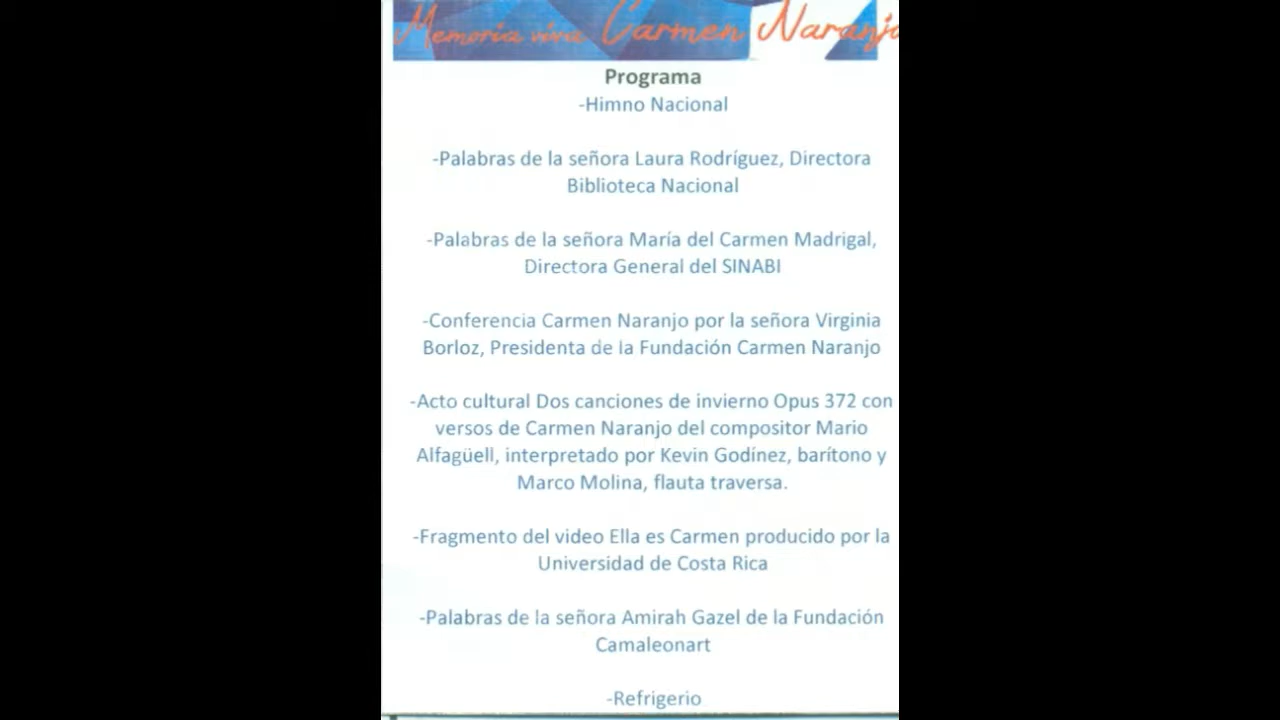 Memoria viva Carmen Naranjo
Programa
-Himno Nacional
-Palabras de la señora Laura Rodríguez, Directora
Biblioteca Nacional
-Palabras de la señora María del Carmen Madrigal,
Directora General del SINABI
-Conferencia Carmen Naranjo por la señora Virginia
Borloz, Presidenta de la Fundación Carmen Naranjo
-Acto cultural Dos canciones de invierno Opus 372 con
versos de Carmen Naranjo del compositor Mario
Alfagüell, interpretado por Kevin Godínez, barítono y
Marco Molina, flauta traversa.
-Fragmento del video Ella es Carmen producido por la
Universidad de Costa Rica
-Palabras de la señora Amirah Gazel de la Fundación
Camaleonart
-Refrigerio